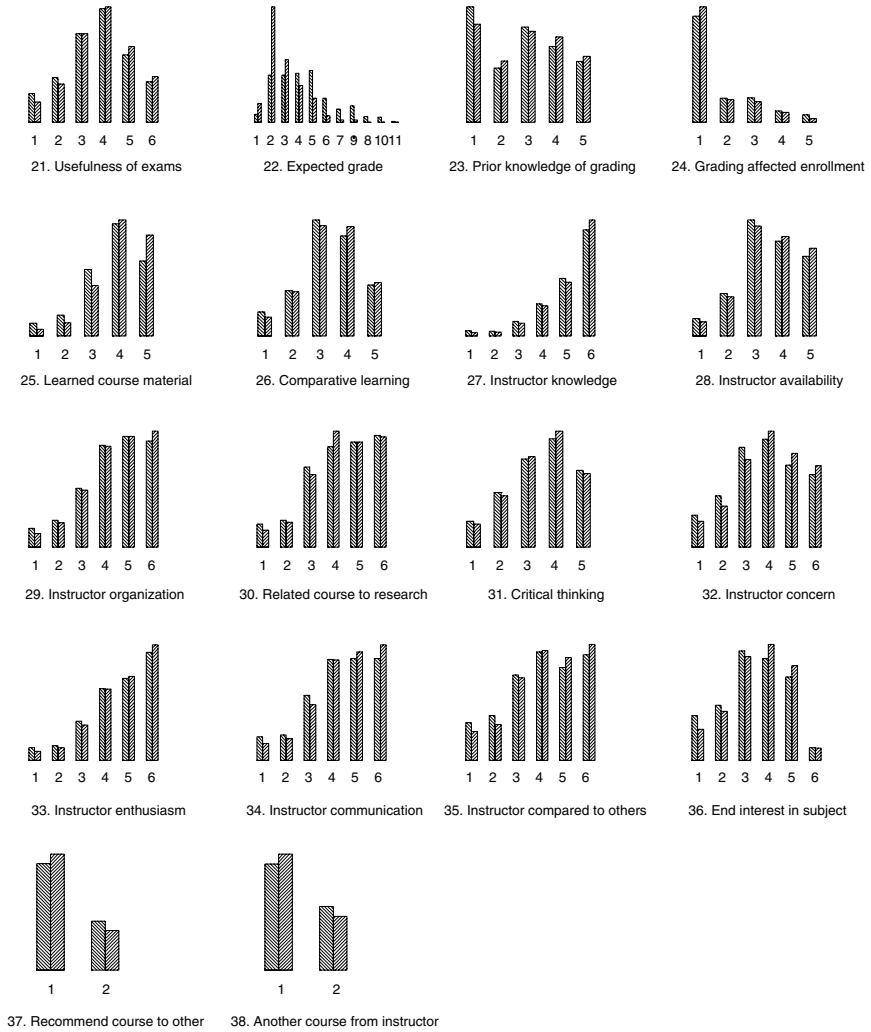 1 2 3 4 5 6
21. Usefulness of exams
1 2 3 4 5 6 7 9 8 1011
22. Expected grade
1 2 3 4 5
23. Prior knowledge of grading
1 2 3 4 5
24. Grading affected enrollment
1 2 3 4 5
25. Learned course material
1 2 3 4 5
26. Comparative learning
1 2 3 4 5 6
27. Instructor knowledge
1 2 3 4 5
28. Instructor availability
1 2 3 4 5 6
29. Instructor organization
1 2 3 4 5 6
30. Related course to research
1 2 3 4 5
31. Critical thinking
1 2 3 4 5 6
32. Instructor concern
1 2 3 4 5 6
33. Instructor enthusiasm
1 2 3 4 5 6
34. Instructor communication
1 2 3 4 5 6
35. Instructor compared to others
1 2 3 4 5 6
36. End interest in subject
1 2
37. Recommend course to other
1 2
38. Another course from instructor